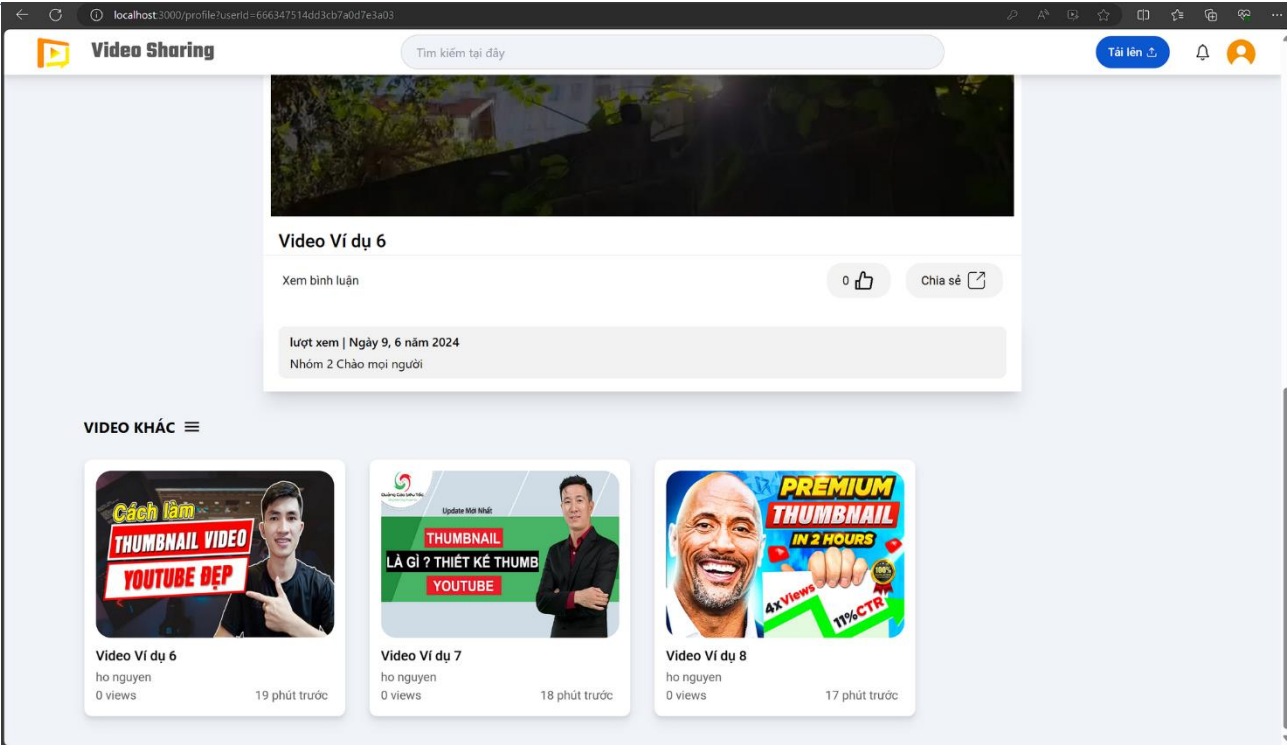 localhost:3000/profile?userId=666347514dd3cb7a0d7e3a03
Video Sharing
Tìm kiếm tại đây
Tải lên
Video Ví dụ 6
Xem bình luận
0
Chia sẻ
lượt xem | Ngày 9, 6 năm 2024
Nhóm 2 Chào mọi người
VIDEO KHÁC
Cách làm
THUMBNAIL VIDEO
YOUTUBE ĐẸP
Video Ví dụ 6
ho nguyen
0 views
19 phút trước
Update Mới Nhất
THUMBNAIL
LÀ GÌ ? THIẾT KẾ THUMB
YOUTUBE
Video Ví dụ 7
ho nguyen
0 views
18 phút trước
PREMIUM
THUMBNAIL
IN 2 HOURS
100%
4xViews
11%CTR
Video Ví dụ 8
ho nguyen
0 views
17 phút trước